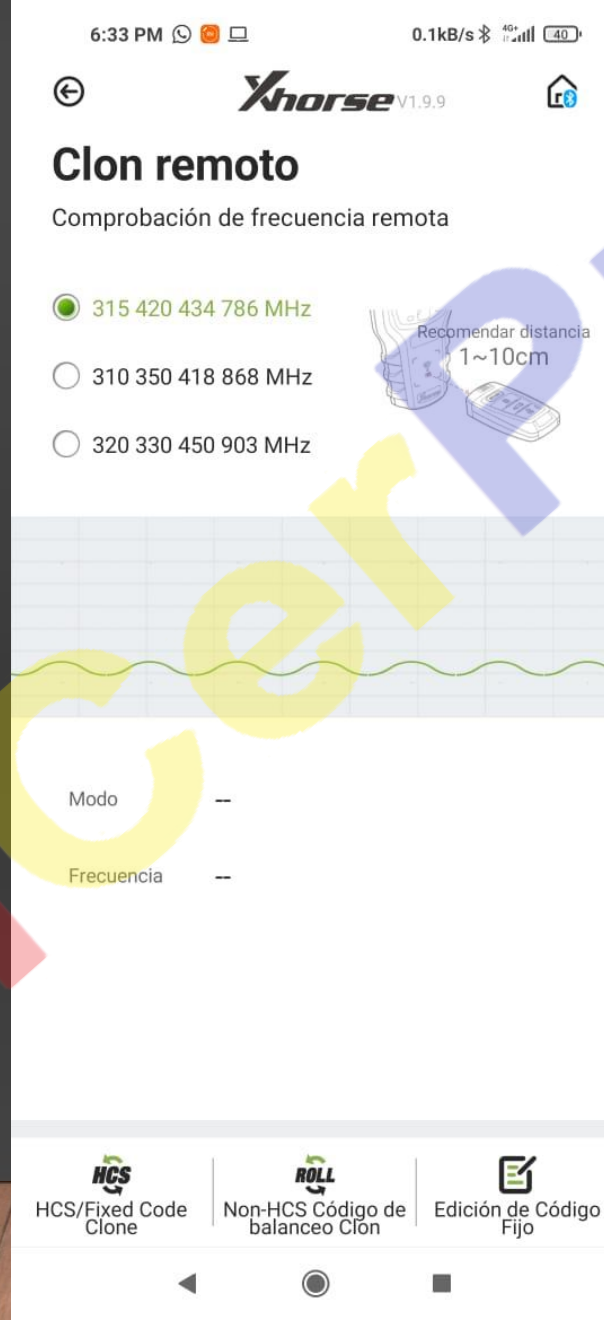 6:33 PM
0.1kB/s 4G+ 40
Xhorse V1.9.9
Clon remoto
Comprobación de frecuencia remota
315 420 434 786 MHz
Recomendar distancia
1~10cm
310 350 418 868 MHz
320 330 450 903 MHz
Modo --
Frecuencia --
HCS
HCS/Fixed Code
Clone
ROLL
Non-HCS Código de
balanceo Clon
Edición de Código
Fijo